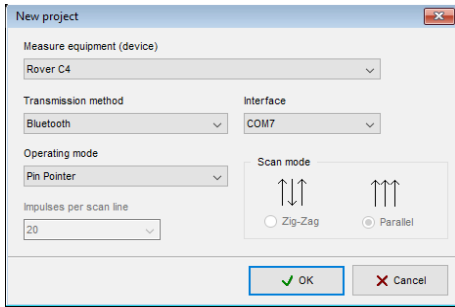 New project
Measure equipment (device)
Rover C4
Transmission method
Interface
Bluetooth
COM7
Operating mode
Pin Pointer
Scan mode
Impulses per scan line
20
Zig-Zag
Parallel
OK
Cancel